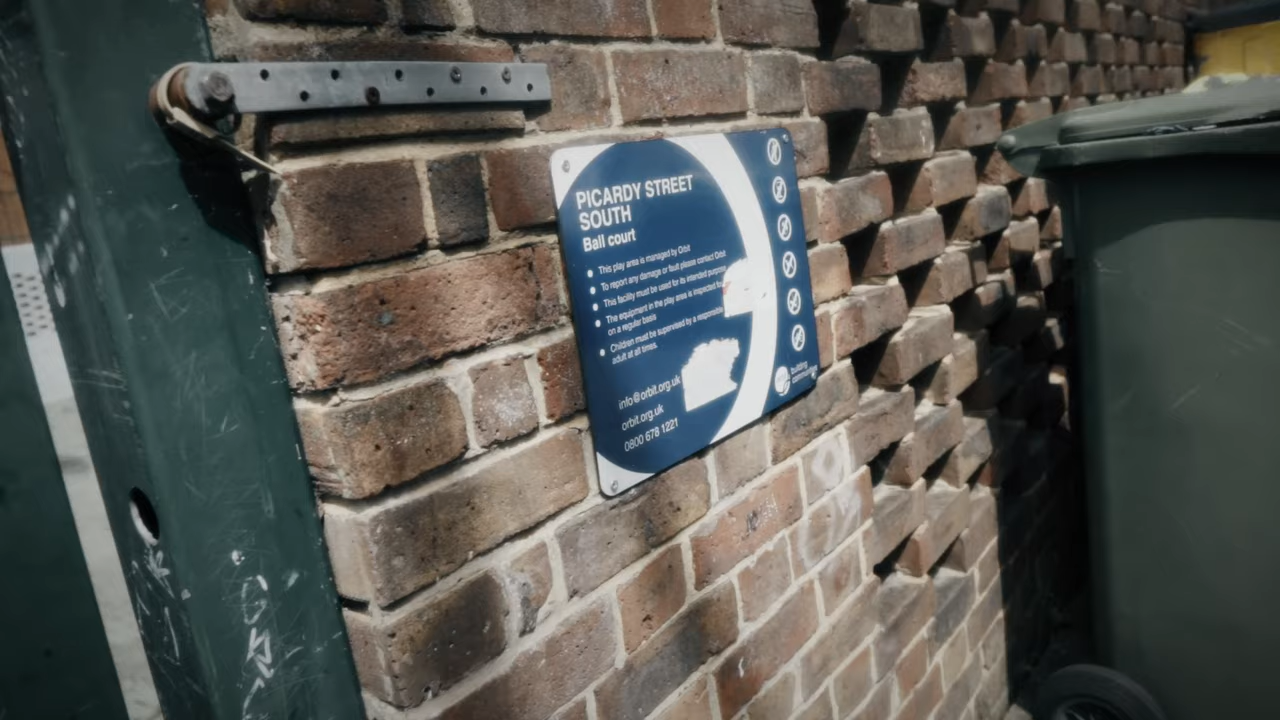 PICARDY STREET
SOUTH
Ball court
This play area is managed by Orbit
To report any damage or fault please contact Orbit
This facility must be used for its intended purpose
The equipment in the play area is inspected
on a regular basis
Children must be supervised by a responsible
adult at all times.
info@orbit.org.uk
orbit.org.uk
0800 678 1221
building